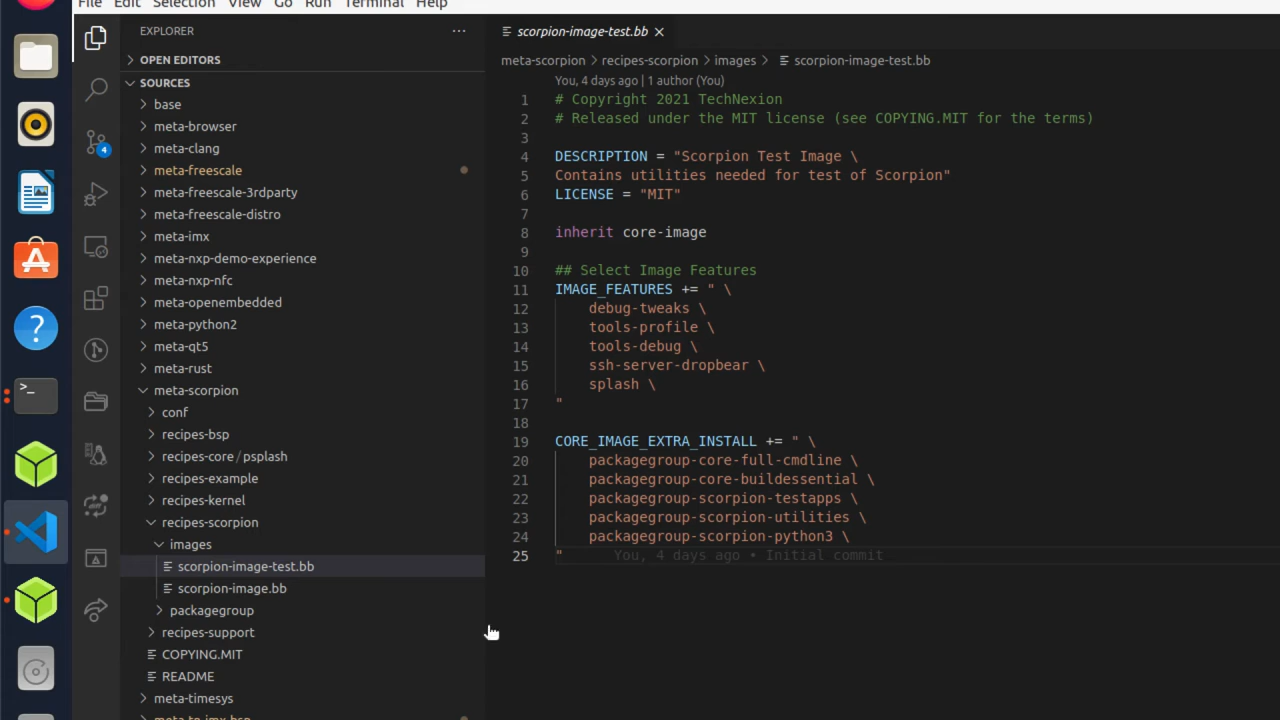 File Edit Selection View Go Run Terminal Help
EXPLORER
OPEN EDITORS
SOURCES
base
meta-browser
meta-clang
meta-freescale
meta-freescale-3rdparty
meta-freescale-distro
meta-imx
meta-nxp-demo-experience
meta-nxp-nfc
meta-openembedded
meta-python2
meta-qt5
meta-rust
meta-scorpion
conf
recipes-bsp
recipes-core / psplash
recipes-example
recipes-kernel
recipes-scorpion
images
scorpion-image-test.bb
scorpion-image.bb
packagegroup
recipes-support
COPYING.MIT
README
meta-timesys
meta-tn-imx-bsp
4
scorpion-image-test.bb
meta-scorpion > recipes-scorpion > images > scorpion-image-test.bb
You, 4 days ago | 1 author (You)
1 # Copyright 2021 TechNexion
2 # Released under the MIT license (see COPYING.MIT for the terms)
3
4 DESCRIPTION = "Scorpion Test Image \
5 Contains utilities needed for test of Scorpion"
6 LICENSE = "MIT"
7
8 inherit core-image
9
10 ## Select Image Features
11 IMAGE_FEATURES += " \
12 debug-tweaks \
13 tools-profile \
14 tools-debug \
15 ssh-server-dropbear \
16 splash \
17 "
18
19 CORE_IMAGE_EXTRA_INSTALL += " \
20 packagegroup-core-full-cmdline \
21 packagegroup-core-buildessential \
22 packagegroup-scorpion-testapps \
23 packagegroup-scorpion-utilities \
24 packagegroup-scorpion-python3 \
25 " You, 4 days ago • Initial commit